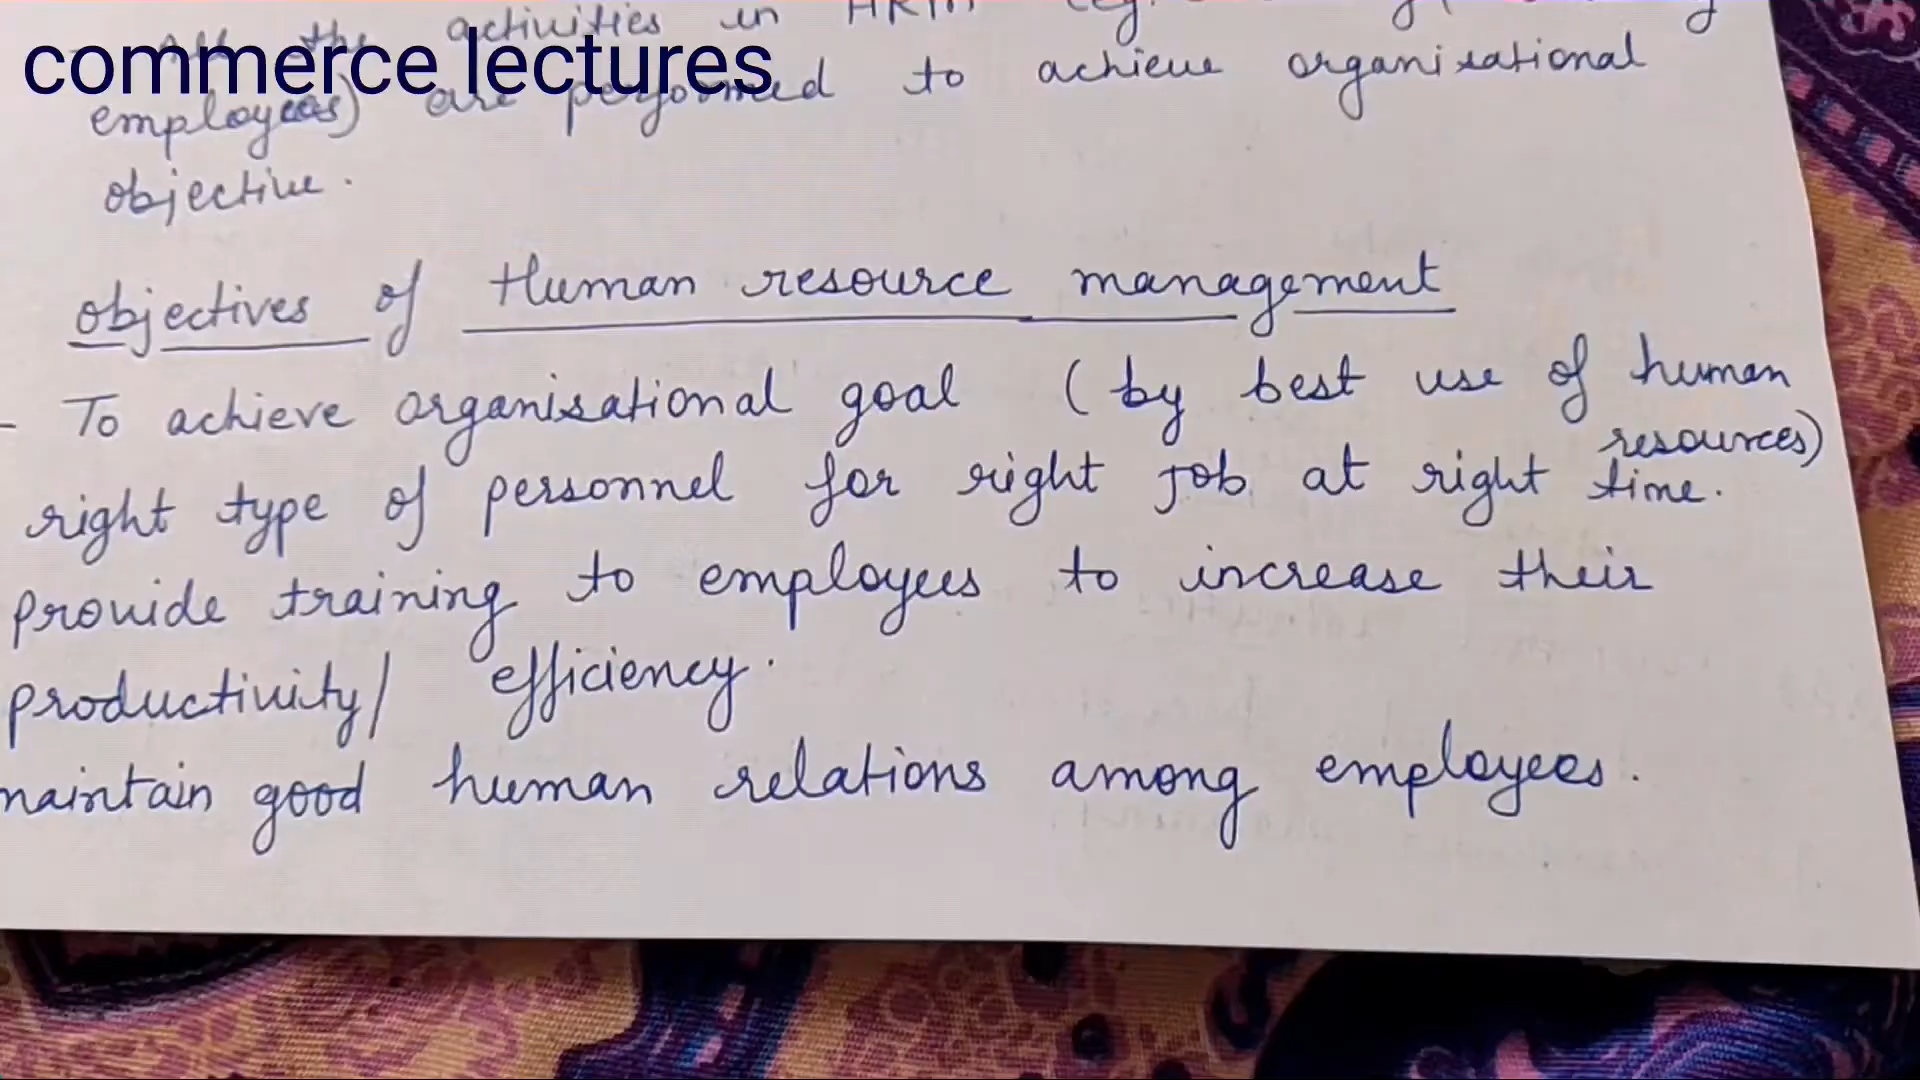 commerce lectures
All the activities in HRM
employees) are performed to achieve organisational
objective.
objectives of Human resource management
- To achieve organisational goal (by best use of human
resources)
right type of personnel for right job at right time.
provide training to employees to increase their
productivity/ efficiency.
maintain good human relations among employees.